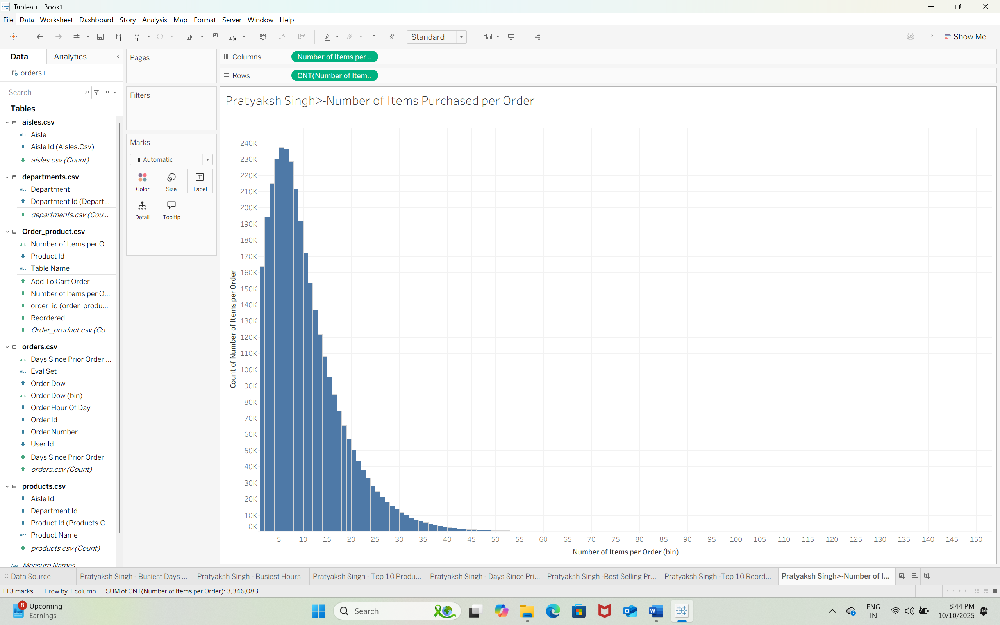 Tableau - Book1
File Data Worksheet Dashboard Story Analysis Map Format Server Window Help
Standard
Show Me
Data Analytics
orders+
Search
Tables
aisles.csv
Abc Aisle
# Aisle Id (Aisles.Csv)
# aisles.csv (Count)
departments.csv
Abc Department
# Department Id (Depart...
# departments.csv (Cou...
Order_product.csv
Number of Items per O...
# Product Id
Abc Table Name
# Add To Cart Order
=# Number of Items per O...
# order_id (order_produ...
# Reordered
# Order_product.csv (Co...
orders.csv
Days Since Prior Order ...
Abc Eval Set
# Order Dow
Order Dow (bin)
# Order Hour Of Day
# Order Id
# Order Number
# User Id
# Days Since Prior Order
# orders.csv (Count)
products.csv
# Aisle Id
# Department Id
# Product Id (Products.C...
Abc Product Name
# products.csv (Count)
Abc Measure Names
Pages
Filters
Marks
Automatic
Color Size Label
Detail Tooltip
Columns Number of Items per ..
Rows CNT(Number of Item..
Pratyaksh Singh>-Number of Items Purchased per Order
Count of Number of Items per Order
240K
230K
220K
210K
200K
190K
180K
170K
160K
150K
140K
130K
120K
110K
100K
90K
80K
70K
60K
50K
40K
30K
20K
10K
0K
5 10 15 20 25 30 35 40 45 50 55 60 65 70 75 80 85 90 95 100 105 110 115 120 125 130 135 140 145 150
Number of Items per Order (bin)
Data Source Pratyaksh Singh - Busiest Days ... Pratyaksh Singh - Busiest Hours Pratyaksh Singh - Top 10 Produ... Pratyaksh Singh - Days Since Pri... Pratyaksh Singh -Best Selling Pr... Pratyaksh Singh -Top 10 Reord... Pratyaksh Singh>-Number of I...
113 marks 1 row by 1 column SUM of CNT(Number of Items per Order): 3,346,083
8 Upcoming
Earnings
Search
ENG
IN
8:44 PM
10/10/2025